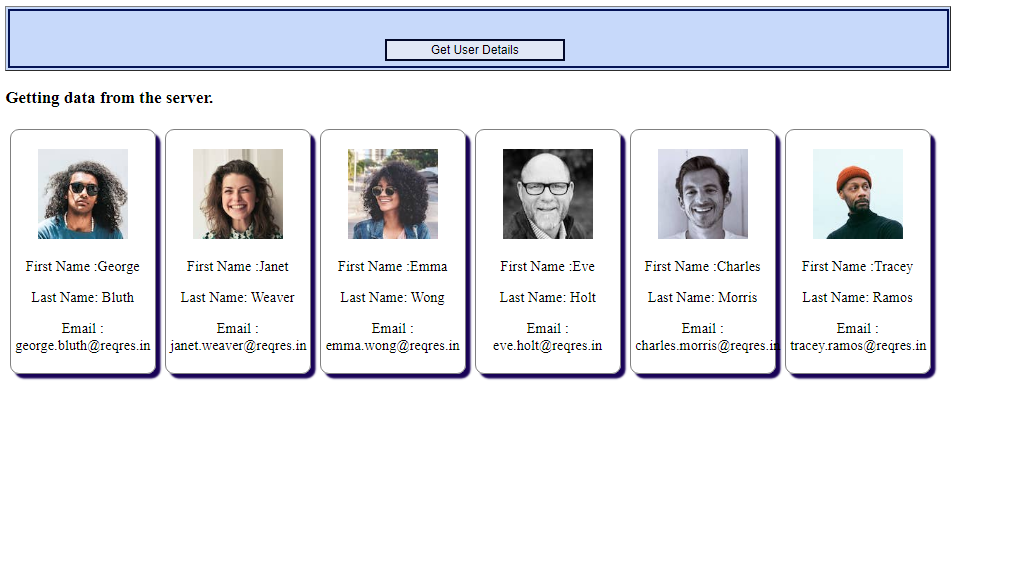 Get User Details
Getting data from the server.
First Name :George
Last Name: Bluth
Email :
george.bluth@reqres.in
First Name :Janet
Last Name: Weaver
Email :
janet.weaver@reqres.in
First Name :Emma
Last Name: Wong
Email :
emma.wong@reqres.in
First Name :Eve
Last Name: Holt
Email :
eve.holt@reqres.in
First Name :Charles
Last Name: Morris
Email :
charles.morris@reqres.in
First Name :Tracey
Last Name: Ramos
Email :
tracey.ramos@reqres.in